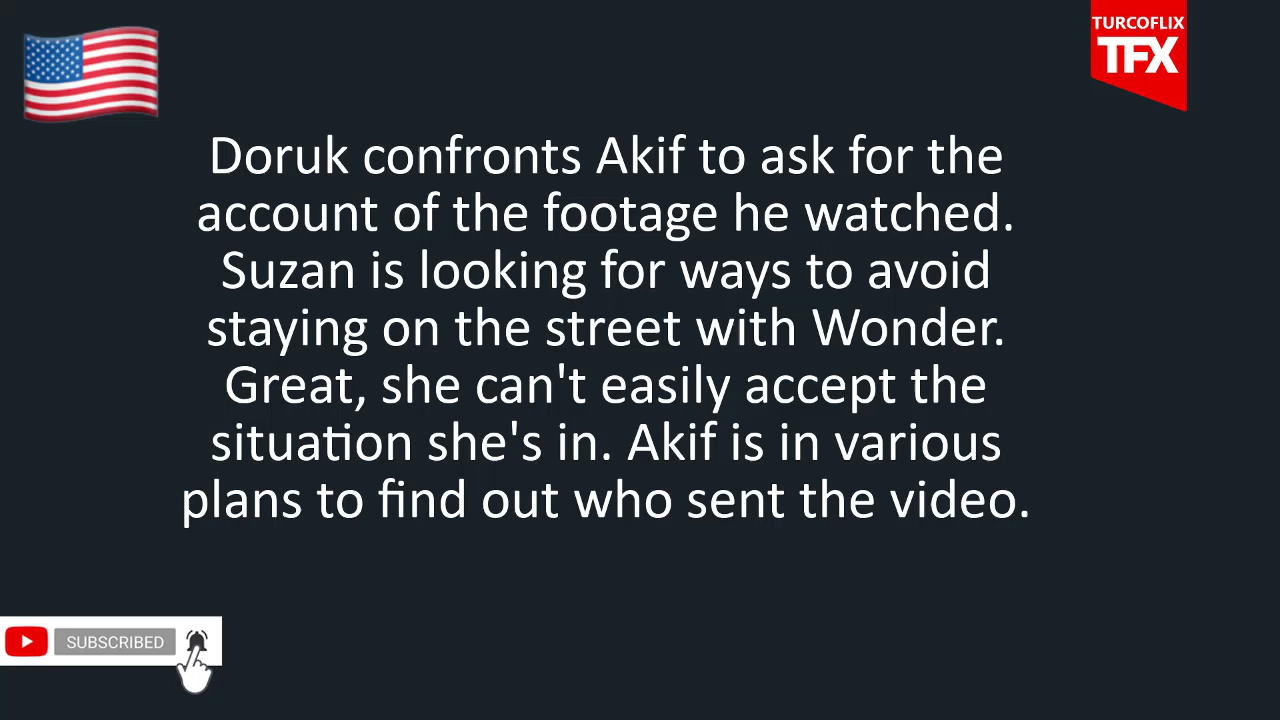 TURCOFLIX
TFX
Doruk confronts Akif to ask for the
account of the footage he watched.
Suzan is looking for ways to avoid
staying on the street with Wonder.
Great, she can't easily accept the
situation she's in. Akif is in various
plans to find out who sent the video.
SUBSCRIBED